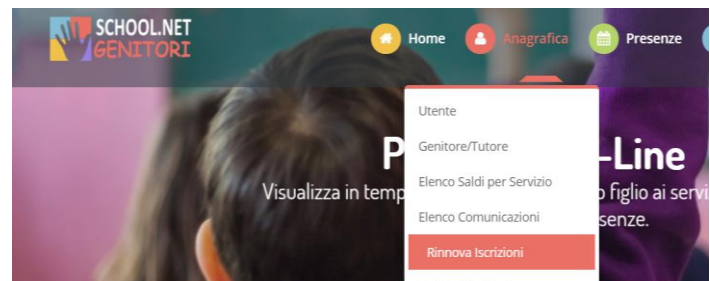 SCHOOL.NET
GENITORI
Home
Anagrafica
Presenze
Utente
Genitore/Tutore
Elenco Saldi per Servizio
Elenco Comunicazioni
Rinnova Iscrizioni
P
-Line
Visualizza in temp
figlio ai servi
senze.